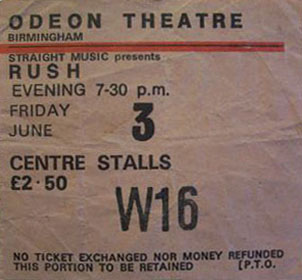 ODEON THEATRE
BIRMINGHAM
STRAIGHT MUSIC presents
RUSH
EVENING 7-30 p.m.
FRIDAY
JUNE 3
CENTRE STALLS
£2·50
W16
NO TICKET EXCHANGED NOR MONEY REFUNDED
THIS PORTION TO BE RETAINED [P.T.O.